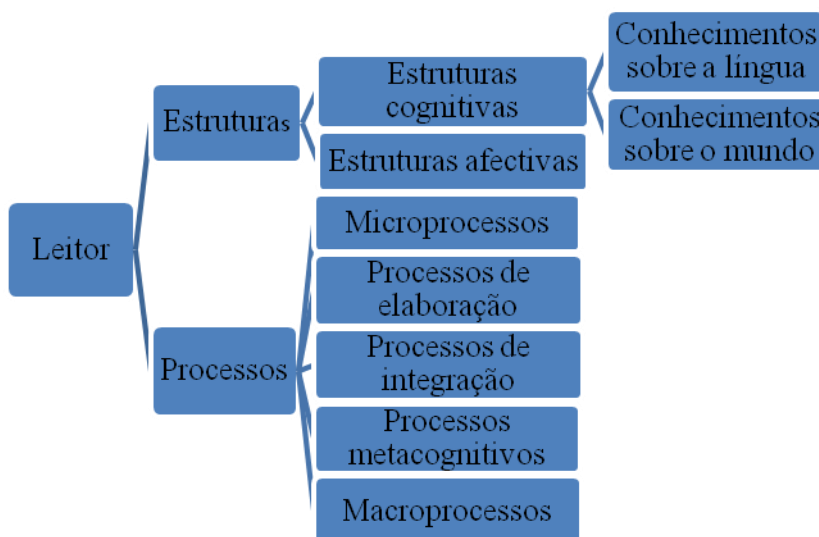 Leitor
Estruturas
Estruturas
cognitivas
Conhecimentos
sobre a língua
Conhecimentos
sobre o mundo
Estruturas afectivas
Processos
Microprocessos
Processos de
elaboração
Processos de
integração
Processos
metacognitivos
Macroprocessos